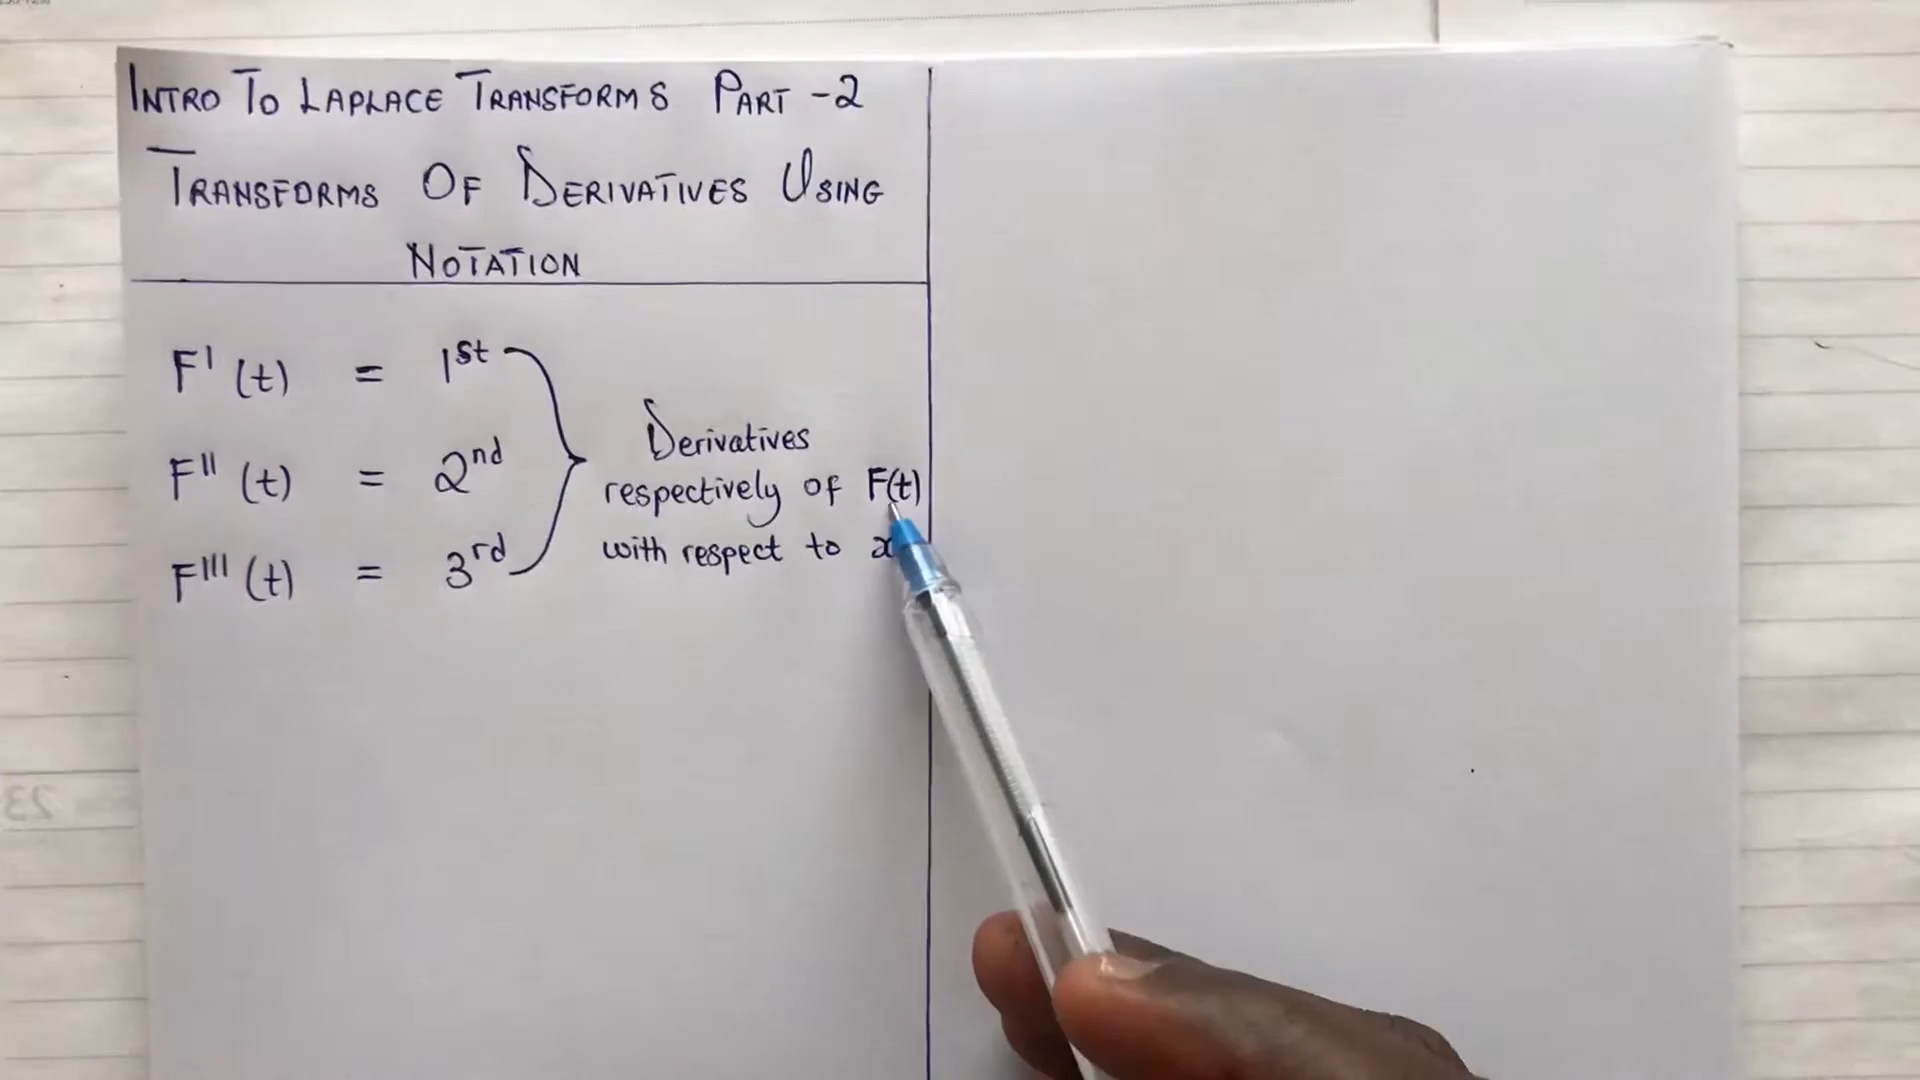 INTRO TO LAPLACE TRANSFORMS PART -2
TRANSFORMS OF DERIVATIVES USING
NOTATION
F' (t) = 1st
F'' (t) = 2nd
F''' (t) = 3rd
Derivatives
respectively of F(t)
with respect to x
23